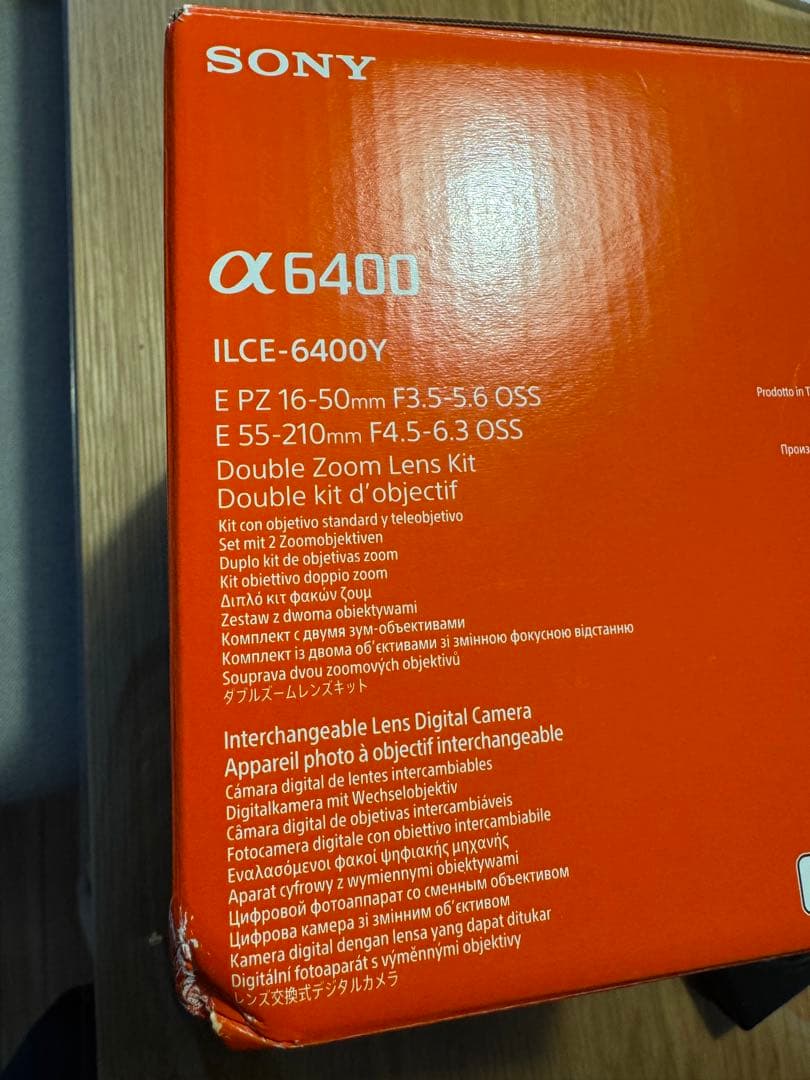 SONY
α6400
ILCE-6400Y
E PZ 16-50mm F3.5-5.6 OSS
E 55-210mm F4.5-6.3 OSS
Double Zoom Lens Kit
Double kit d'objectif
Kit con objetivo standard y teleobjetivo
Set mit 2 Zoomobjektiven
Duplo kit de objetivas zoom
Kit obiettivo doppio zoom
Διπλό κιτ φακών ζουμ
Zestaw z dwoma obiektywami
Комплект с двумя зум-объективами
Комплект із двома об'єктивами зі змінною фокусною відстанню
Souprava dvou zoomových objektivů
ダブルズームレンズキット
Interchangeable Lens Digital Camera
Appareil photo à objectif interchangeable
Cámara digital de lentes intercambiables
Digitalkamera mit Wechselobjektiv
Câmara digital de objetivas intercambiáveis
Fotocamera digitale con obiettivo intercambiabile
Εναλασόμενοι φακοί ψηφιακής μηχανής
Aparat cyfrowy z wymiennymi obiektywami
Цифровой фотоаппарат со сменным объективом
Цифрова камера зі змінним об'єктивом
Kamera digital dengan lensa yang dapat ditukar
Digitální fotoaparát s výměnnými objektivy
レンズ交換式デジタルカメラ
Prodotto in T
Произ